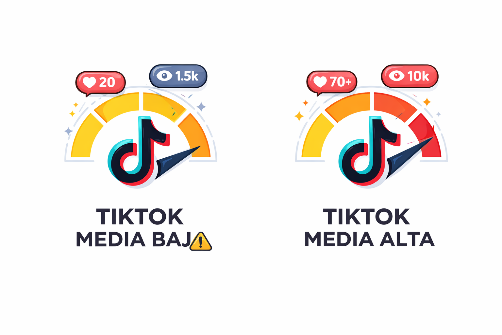 20
1.5k
TIKTOK
MEDIA BAJ
70+
10k
TIKTOK
MEDIA ALTA